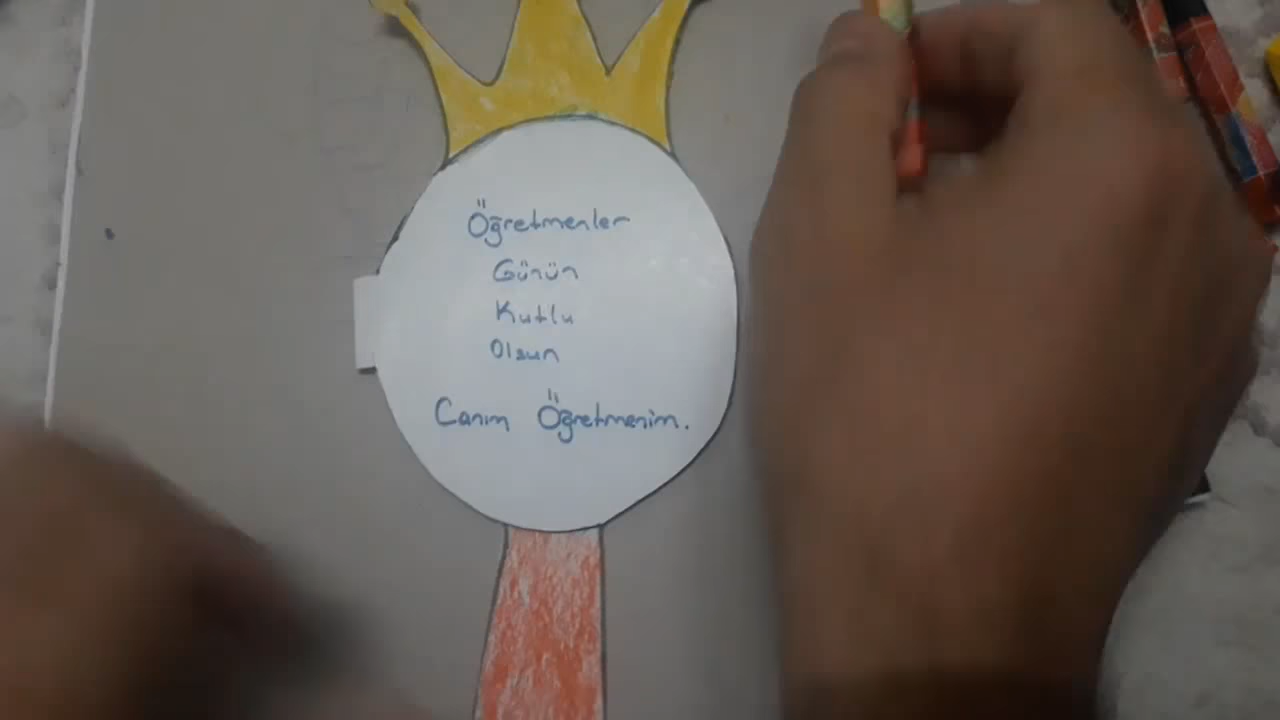 Öğretmenler
Günün
Kutlu
Olsun
Canım Öğretmenim.